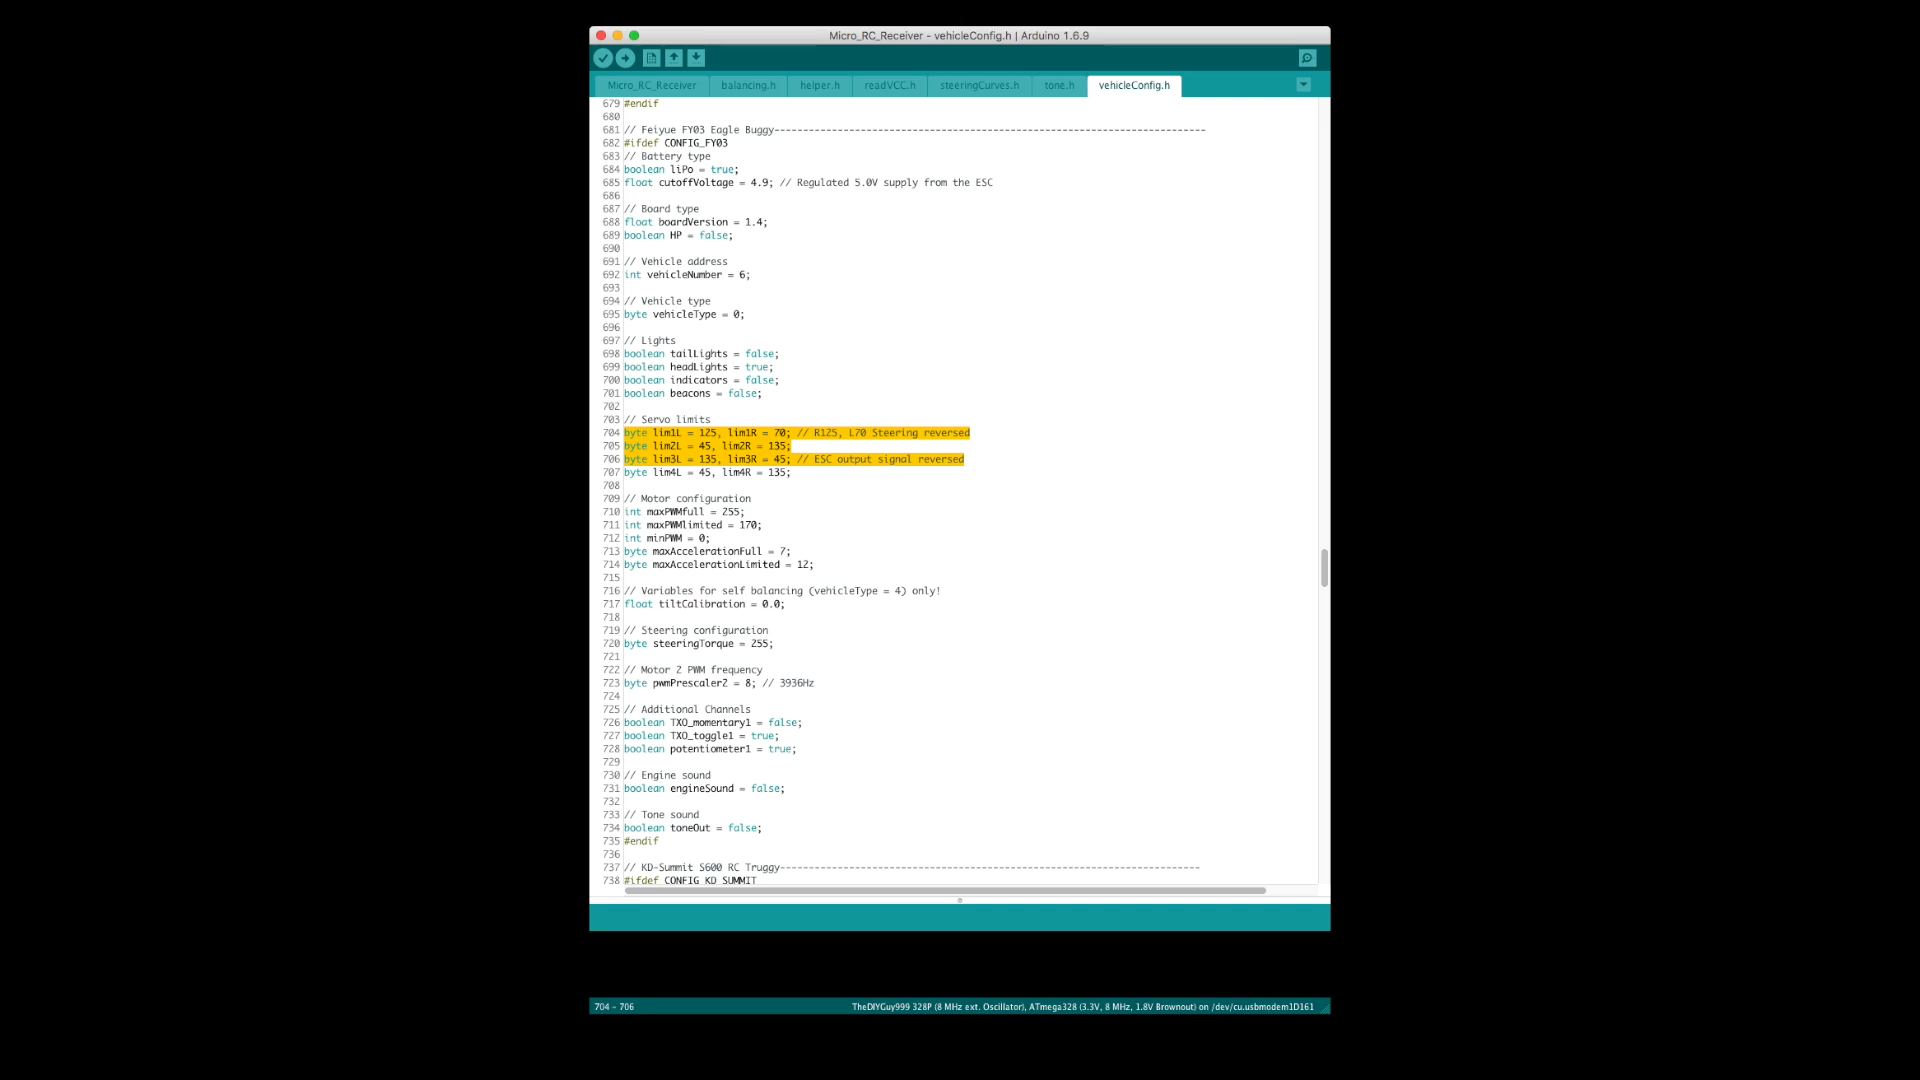 Micro_RC_Receiver - vehicleConfig.h | Arduino 1.6.9
Micro_RC_Receiver balancing.h helper.h readVCC.h steeringCurves.h tone.h vehicleConfig.h
679 #endif
680
681 // Feiyue FY03 Eagle Buggy---------------------------------------------------------------------------
682 #ifdef CONFIG_FY03
683 // Battery type
684 boolean liPo = true;
685 float cutoffVoltage = 4.9; // Regulated 5.0V supply from the ESC
686
687 // Board type
688 float boardVersion = 1.4;
689 boolean HP = false;
690
691 // Vehicle address
692 int vehicleNumber = 6;
693
694 // Vehicle type
695 byte vehicleType = 0;
696
697 // Lights
698 boolean tailLights = false;
699 boolean headLights = true;
700 boolean indicators = false;
701 boolean beacons = false;
702
703 // Servo limits
704 byte lim1L = 125, lim1R = 70; // R125, L70 Steering reversed
705 byte lim2L = 45, lim2R = 135;
706 byte lim3L = 135, lim3R = 45; // ESC output signal reversed
707 byte lim4L = 45, lim4R = 135;
708
709 // Motor configuration
710 int maxPWMfull = 255;
711 int maxPWMlimited = 170;
712 int minPWM = 0;
713 byte maxAccelerationFull = 7;
714 byte maxAccelerationLimited = 12;
715
716 // Variables for self balancing (vehicleType = 4) only!
717 float tiltCalibration = 0.0;
718
719 // Steering configuration
720 byte steeringTorque = 255;
721
722 // Motor 2 PWM frequency
723 byte pwmPrescaler2 = 8; // 3936Hz
724
725 // Additional Channels
726 boolean TXO_momentary1 = false;
727 boolean TXO_toggle1 = true;
728 boolean potentiometer1 = true;
729
730 // Engine sound
731 boolean engineSound = false;
732
733 // Tone sound
734 boolean toneOut = false;
735 #endif
736
737 // KD-Summit S600 RC Truggy-------------------------------------------------------------------------
738 #ifdef CONFIG_KD_SUMMIT
704 - 706 TheDIYGuy999 328P (8 MHz ext. Oscillator), ATmega328 (3.3V, 8 MHz, 1.8V Brownout) on /dev/cu.usbmodem1D161